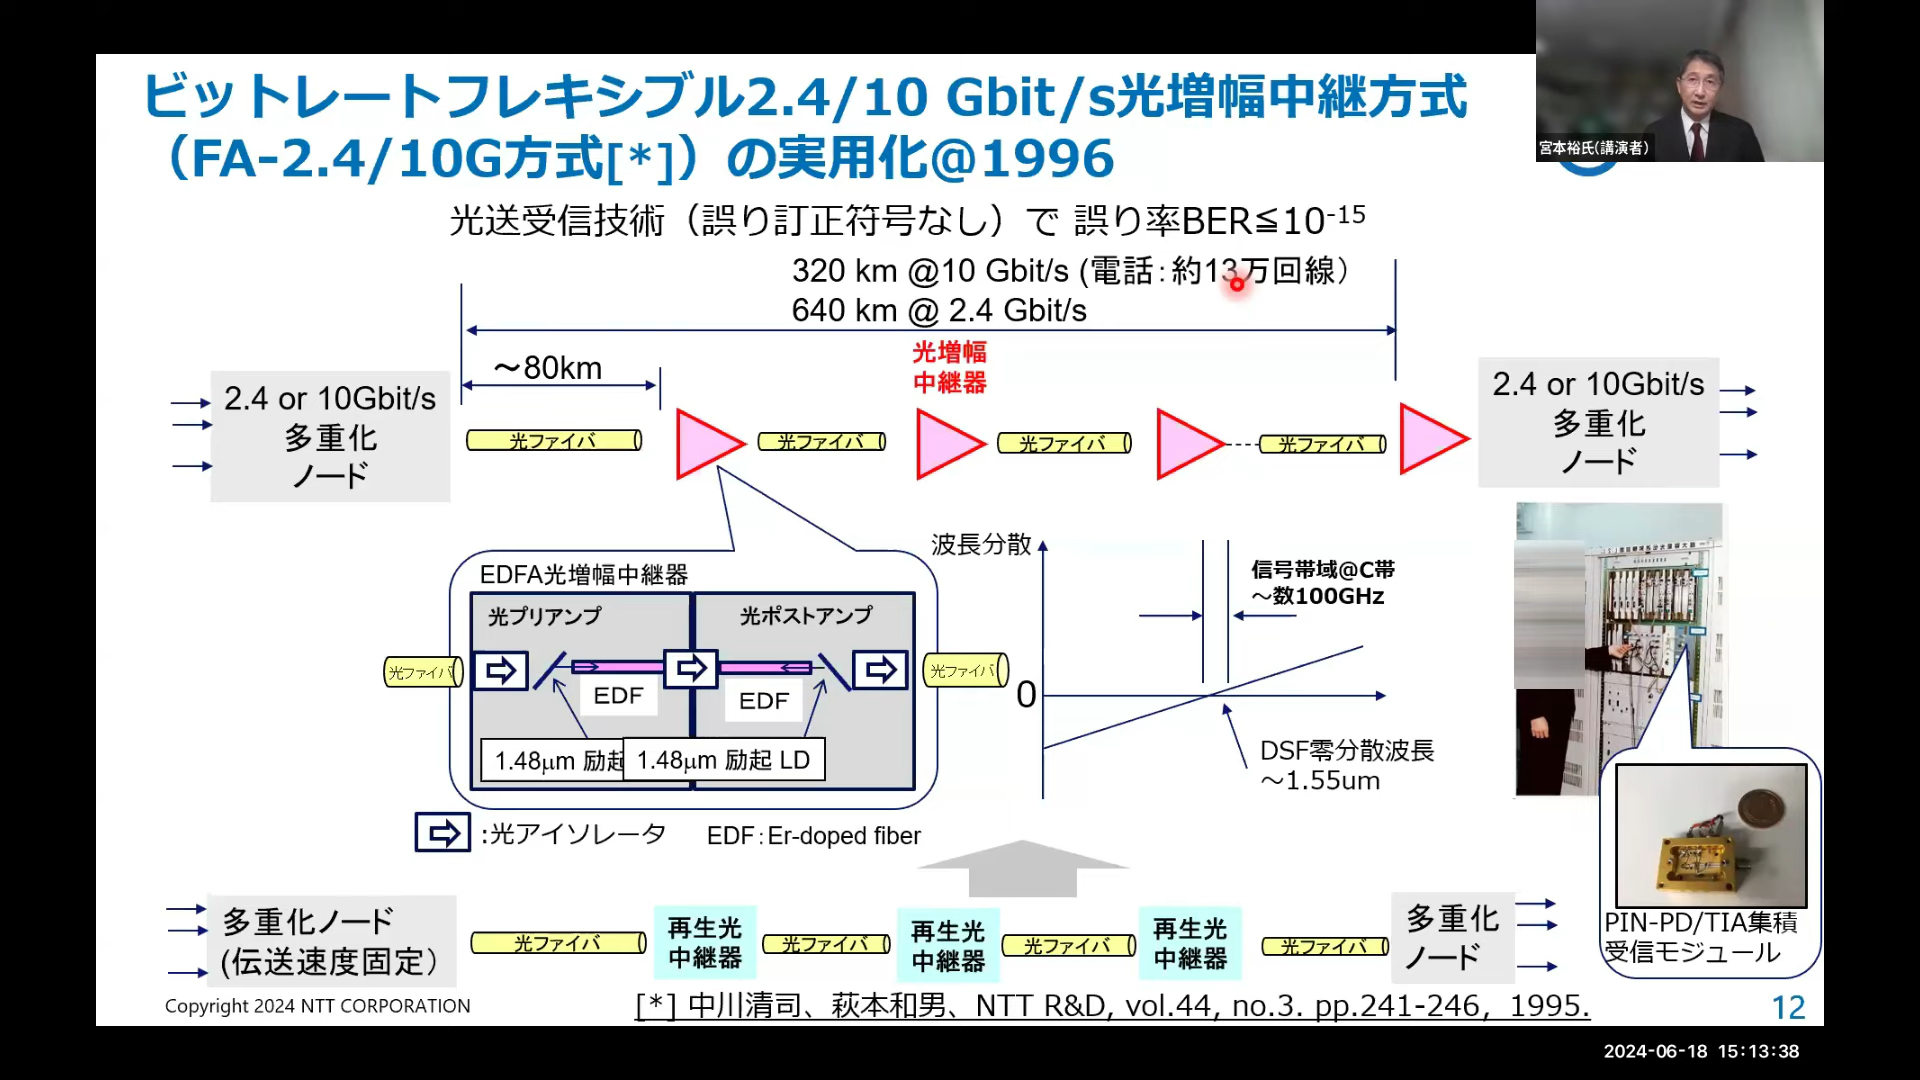 ビットレートフレキシブル2.4/10 Gbit/s光増幅中継方式
（FA-2.4/10G方式[*]）の実用化@1996
宮本裕氏(講演者)
光送受信技術（誤り訂正符号なし）で 誤り率BER≦10-15
320 km @10 Gbit/s (電話：約13万回線）
640 km @ 2.4 Gbit/s
～80km
光増幅
中継器
2.4 or 10Gbit/s
多重化
ノード
光ファイバ
光ファイバ
光ファイバ
光ファイバ
2.4 or 10Gbit/s
多重化
ノード
EDFA光増幅中継器
光プリアンプ
光ポストアンプ
光ファイバ
EDF
EDF
光ファイバ
1.48μm 励起
1.48μm 励起 LD
:光アイソレータ
EDF：Er-doped fiber
波長分散
信号帯域@C帯
～数100GHz
0
DSF零分散波長
～1.55um
PIN-PD/TIA集積
受信モジュール
多重化ノード
(伝送速度固定）
光ファイバ
再生光
中継器
光ファイバ
再生光
中継器
光ファイバ
再生光
中継器
光ファイバ
多重化
ノード
Copyright 2024 NTT CORPORATION
[*] 中川清司、萩本和男、NTT R&D, vol.44, no.3. pp.241-246, 1995.
12
2024-06-18 15:13:38